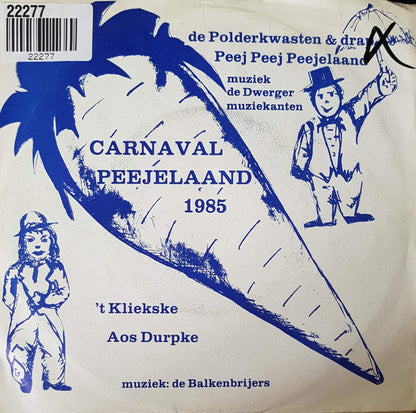 22277
22277
de Polderkwasten &
Peej Peej Peejelaand
muziek
de Dwerger
muziekanten
CARNAVAL
PEEJELAAND
1985
't Kliekske
Aos Durpke
muziek: de Balkenbrijers